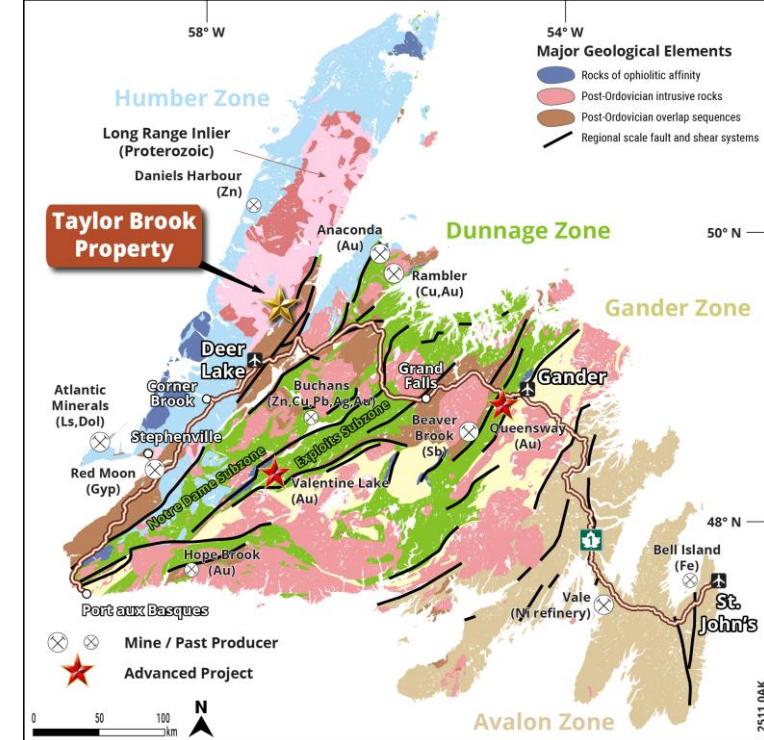 58° W
54° W
Major Geological Elements
Rocks of ophiolitic affinity
Post-Ordovician intrusive rocks
Post-Ordovician overlap sequences
Regional scale fault and shear systems
Humber Zone
Long Range Inlier
(Proterozoic)
Daniels Harbour
(Zn)
Taylor Brook
Property
Anaconda
(Au)
Dunnage Zone
50° N
Rambler
(Cu,Au)
Gander Zone
Deer
Lake
Corner
Brook
Buchans
(Zn,Cu,Pb,Ag,Au)
Grand
Falls
Gander
Atlantic
Minerals
(Ls,Dol)
Stephenville
Beaver
Brook
(Sb)
Queensway
(Au)
Red Moon
(Gyp)
Notre Dame Subzone
Exploits Subzone
Valentine Lake
(Au)
48° N
1
Hope Brook
(Au)
Bell Island
(Fe)
Port aux Basques
Vale
(Ni refinery)
St.
John's
Mine / Past Producer
Advanced Project
N
0 50 100
km
Avalon Zone
2511.0AK